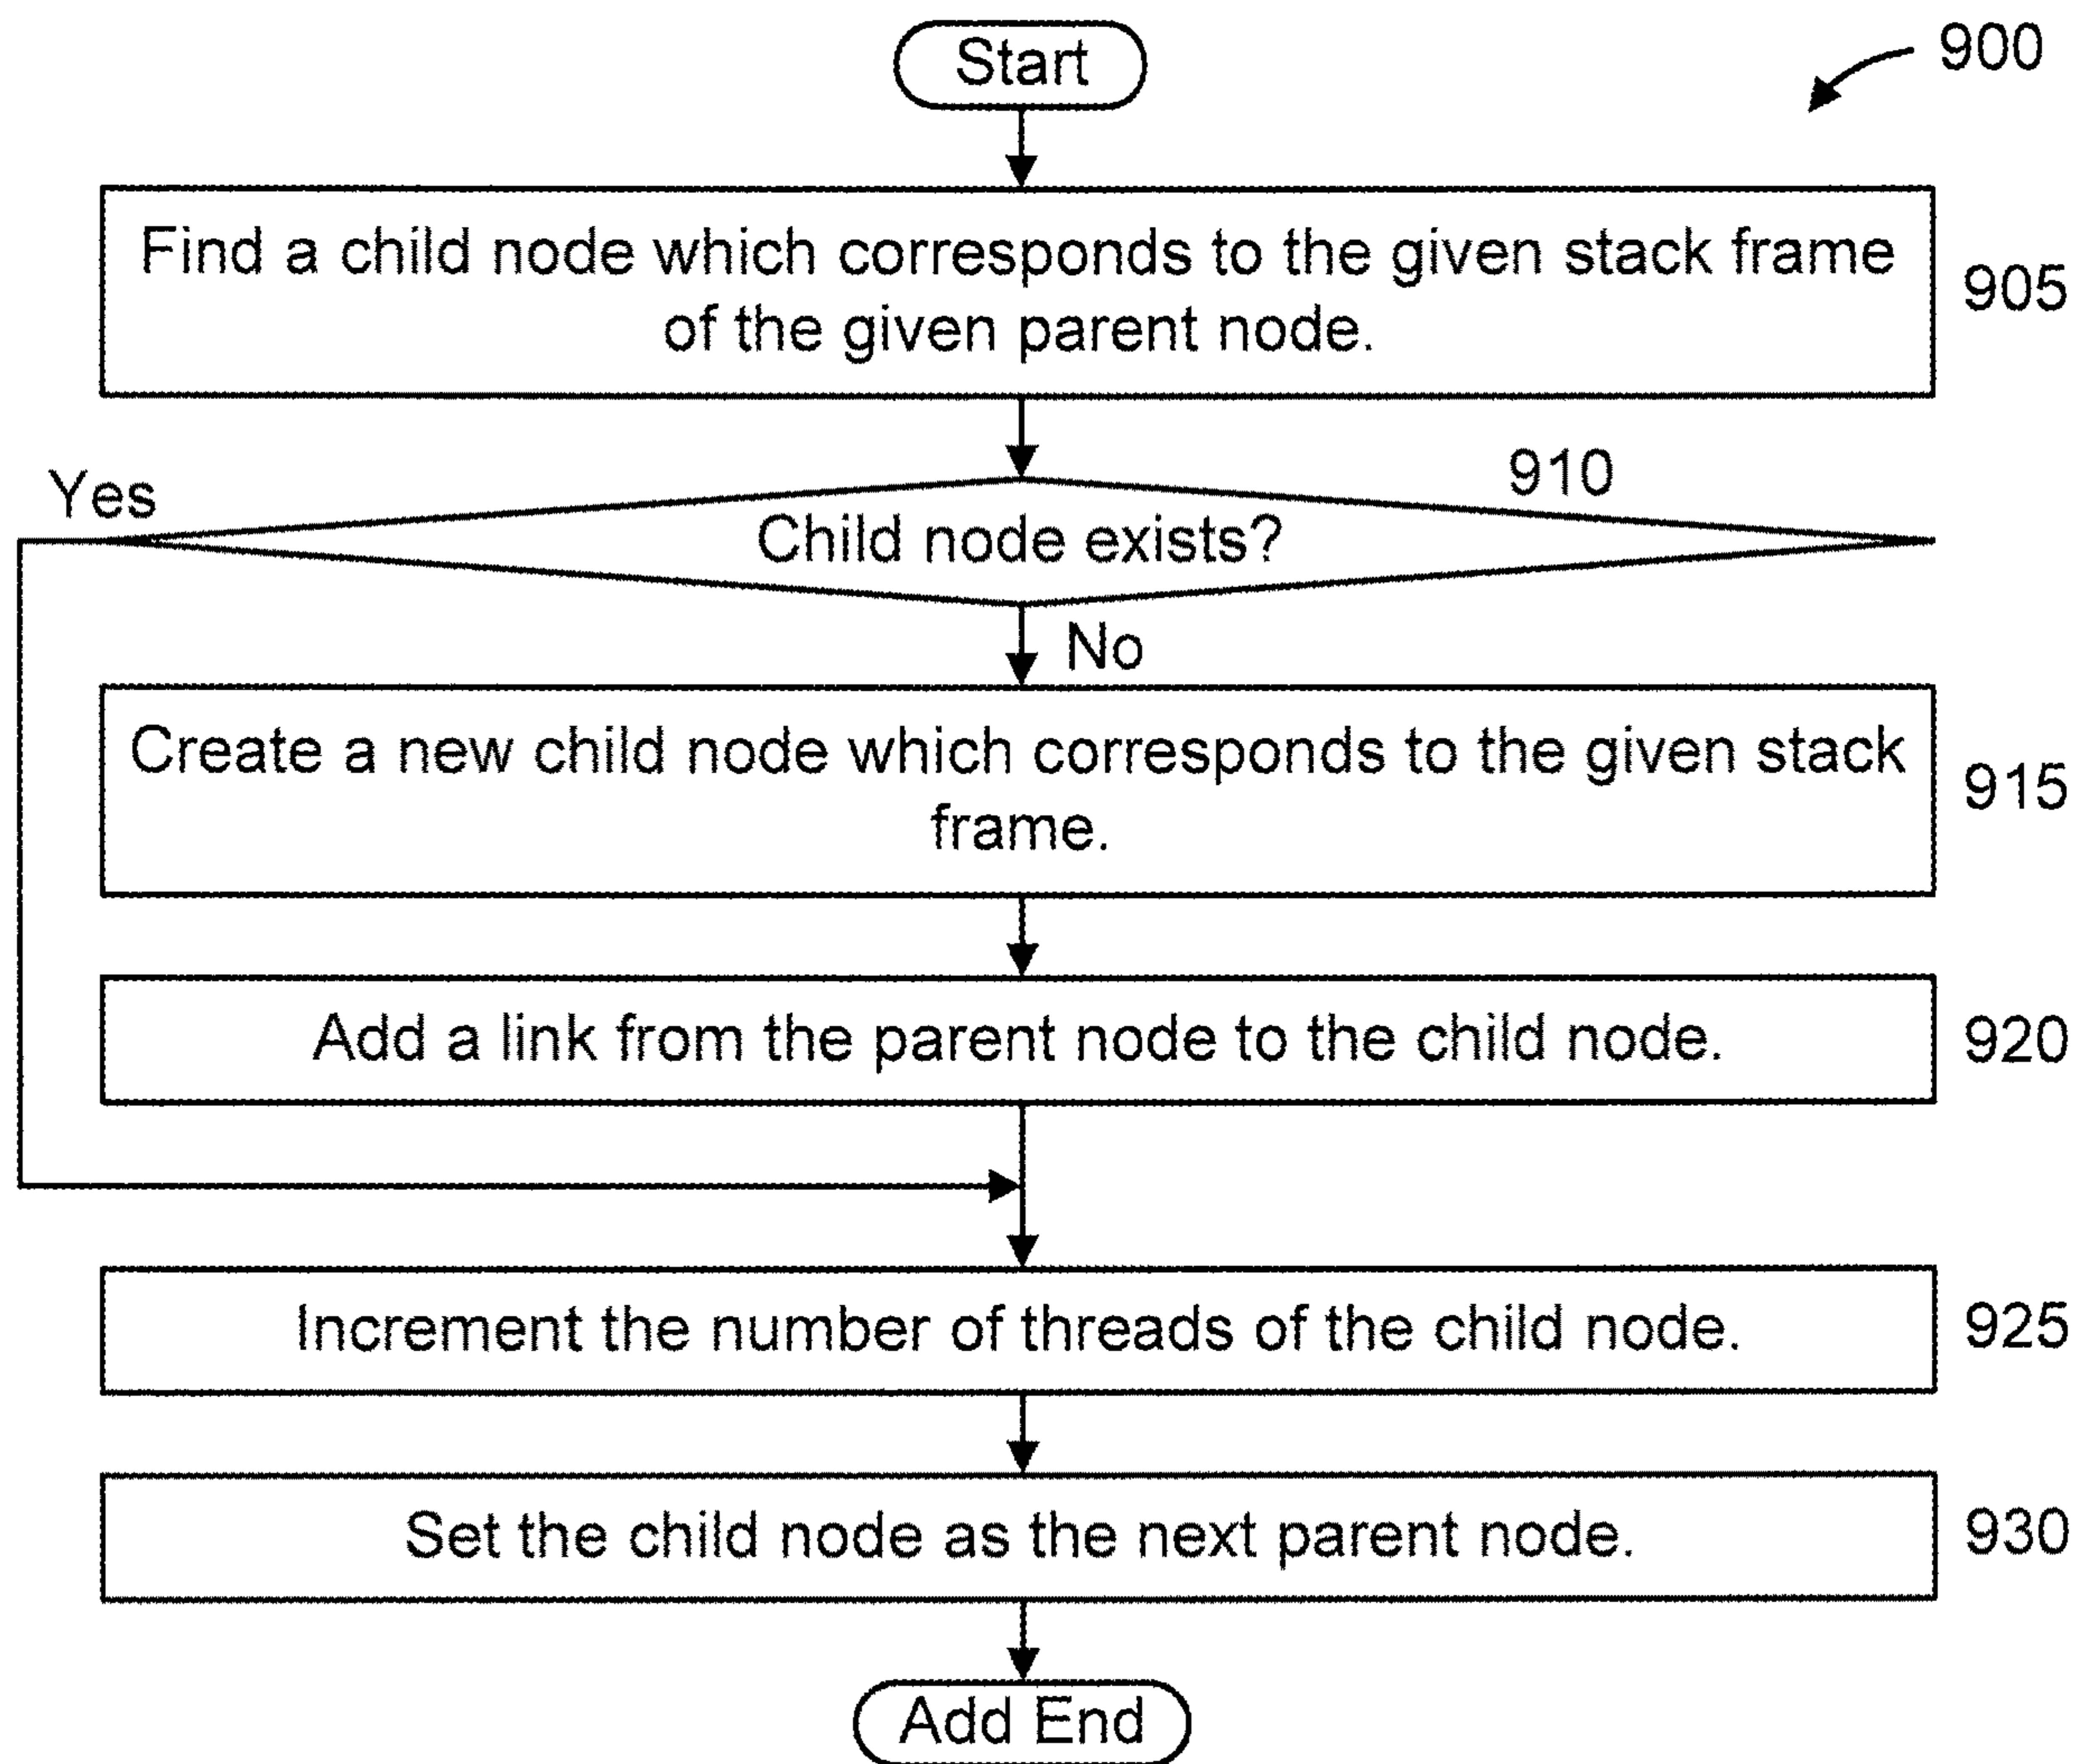 Start
900
Find a child node which corresponds to the given stack frame
of the given parent node.
905
Yes
910
Child node exists?
No
Create a new child node which corresponds to the given stack
frame.
915
Add a link from the parent node to the child node.
920
Increment the number of threads of the child node.
925
Set the child node as the next parent node.
930
Add End